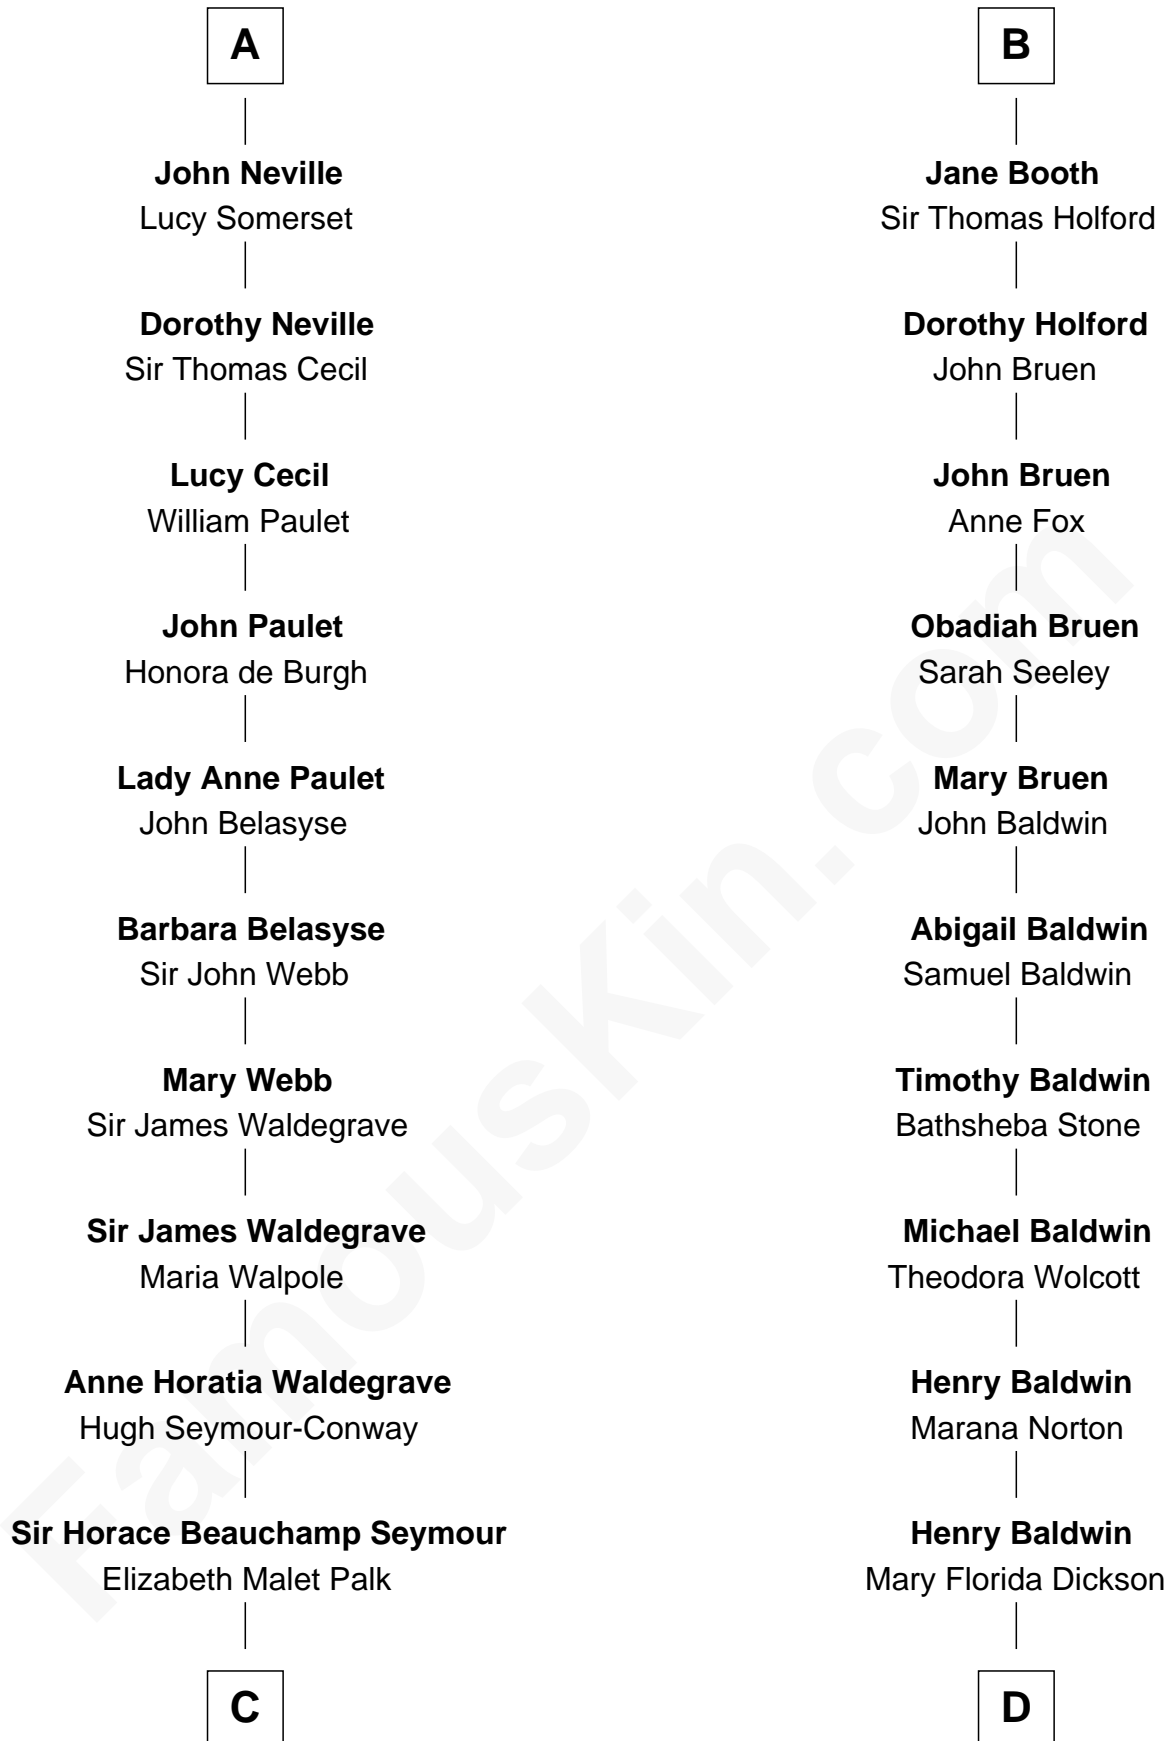 A
John Neville
Lucy Somerset
Dorothy Neville
Sir Thomas Cecil
Lucy Cecil
William Paulet
John Paulet
Honora de Burgh
Lady Anne Paulet
John Belasyse
Barbara Belasyse
Sir John Webb
Mary Webb
Sir James Waldegrave
Sir James Waldegrave
Maria Walpole
Anne Horatia Waldegrave
Hugh Seymour-Conway
Sir Horace Beauchamp Seymour
Elizabeth Malet Palk
C
B
Jane Booth
Sir Thomas Holford
Dorothy Holford
John Bruen
John Bruen
Anne Fox
Obadiah Bruen
Sarah Seeley
Mary Bruen
John Baldwin
Abigail Baldwin
Samuel Baldwin
Timothy Baldwin
Bathsheba Stone
Michael Baldwin
Theodora Wolcott
Henry Baldwin
Marana Norton
Henry Baldwin
Mary Florida Dickson
D
FamousKin.com